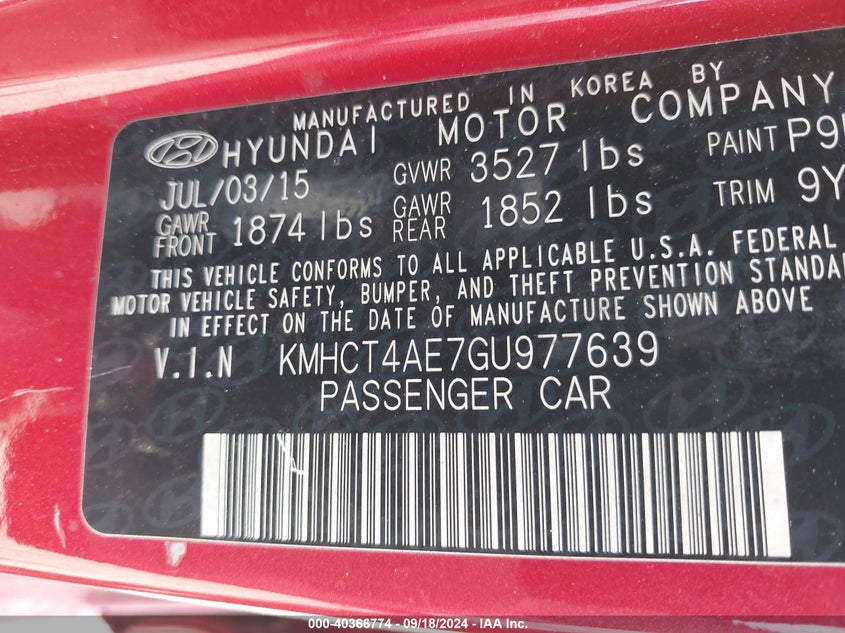 MANUFACTURED IN KOREA BY
HYUNDAI MOTOR COMPANY
JUL/03/15 GVWR 3527 lbs PAINT
GAWR FRONT 1874 lbs GAWR REAR 1852 lbs TRIM 9Y
THIS VEHICLE CONFORMS TO ALL APPLICABLE U.S.A. FEDERAL
MOTOR VEHICLE SAFETY, BUMPER, AND THEFT PREVENTION
IN EFFECT ON THE DATE OF MANUFACTURE SHOWN ABOVE
V.I.N KMHCT4AE7GU977639
PASSENGER CAR
000-40366774 - 09/18/2024 - IAA Inc.